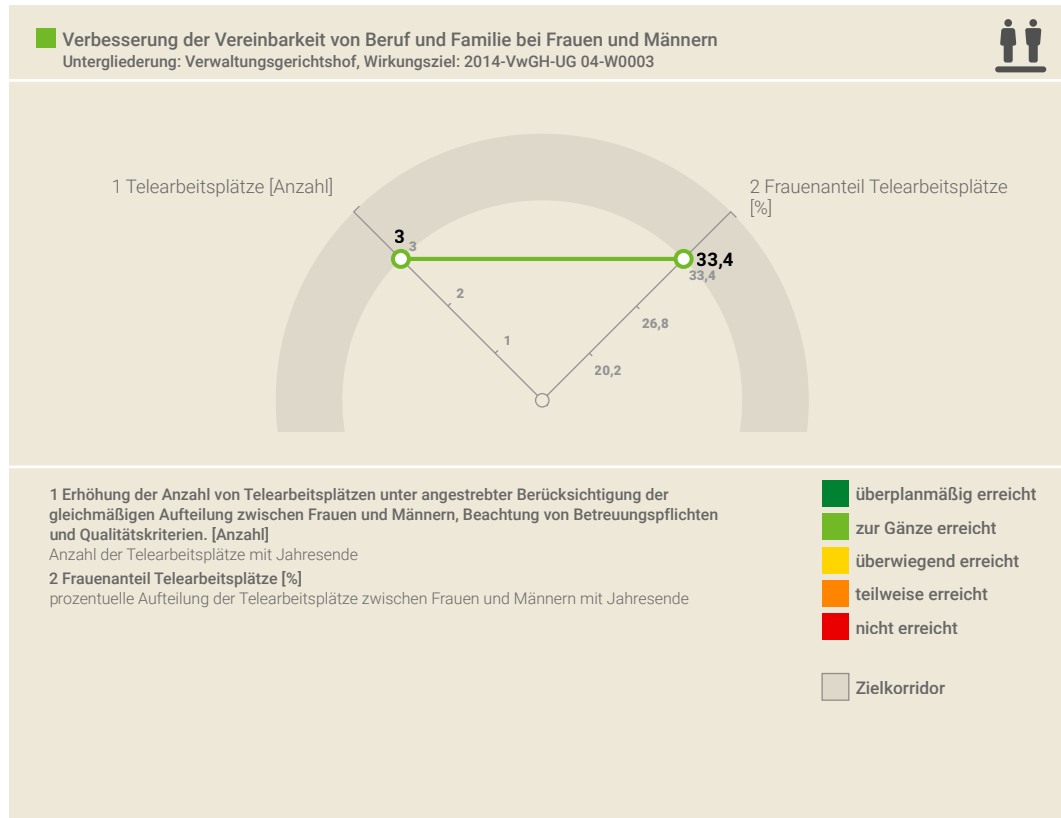 Verbesserung der Vereinbarkeit von Beruf und Familie bei Frauen und Männern
Untergliederung: Verwaltungsgerichtshof, Wirkungsziel: 2014-VwGH-UG 04-W0003
1 Telearbeitsplätze [Anzahl]
2 Frauenanteil Telearbeitsplätze
[%]
3
3
33,4
33,4
2
26,8
1
20,2
1 Erhöhung der Anzahl von Telearbeitsplätzen unter angestrebter Berücksichtigung der
gleichmäßigen Aufteilung zwischen Frauen und Männern, Beachtung von Betreuungspflichten
und Qualitätskriterien. [Anzahl]
Anzahl der Telearbeitsplätze mit Jahresende
2 Frauenanteil Telearbeitsplätze [%]
prozentuelle Aufteilung der Telearbeitsplätze zwischen Frauen und Männern mit Jahresende
überplanmäßig erreicht
zur Gänze erreicht
überwiegend erreicht
teilweise erreicht
nicht erreicht
Zielkorridor